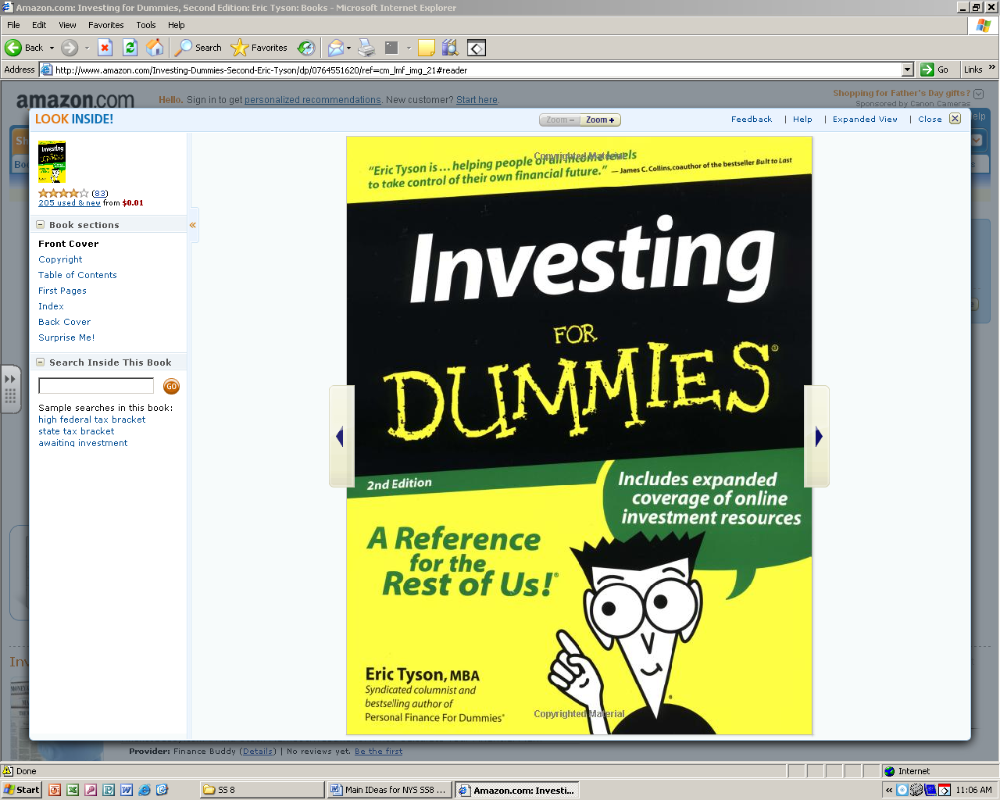 Amazon.com: Investing for Dummies, Second Edition: Eric Tyson: Books - Microsoft Internet Explorer
File Edit View Favorites Tools Help
Back Search Favorites
Address http://www.amazon.com/Investing-Dummies-Second-Eric-Tyson/dp/0764551620/ref=cm_lmf_img_21#reader Go Links »
amazon.com Hello. Sign in to get personalized recommendations. New customer? Start here. Shopping for Father's Day gifts?
Sponsored by Canon Cameras
LOOK INSIDE! Zoom – Zoom + Feedback | Help | Expanded View | Close
(83)
205 used & new from $0.01
Book sections
Front Cover
Copyright
Table of Contents
First Pages
Index
Back Cover
Surprise Me!
Search Inside This Book
GO
Sample searches in this book:
high federal tax bracket
state tax bracket
awaiting investment
Copyrighted Material
"Eric Tyson is ... helping people of all income levels
to take control of their own financial future." — James C. Collins, coauthor of the bestseller Built to Last
Investing
FOR
DUMMIES®
2nd Edition
Includes expanded
coverage of online
investment resources
A Reference
for the
Rest of Us!®
Eric Tyson, MBA
Syndicated columnist and
bestselling author of
Personal Finance For Dummies®
Copyrighted Material
Provider: Finance Buddy (Details) | No reviews yet. Be the first
Done Internet
Start SS 8 Main IDeas for NYS SS8 ... Amazon.com: Investi... « 11:06 AM